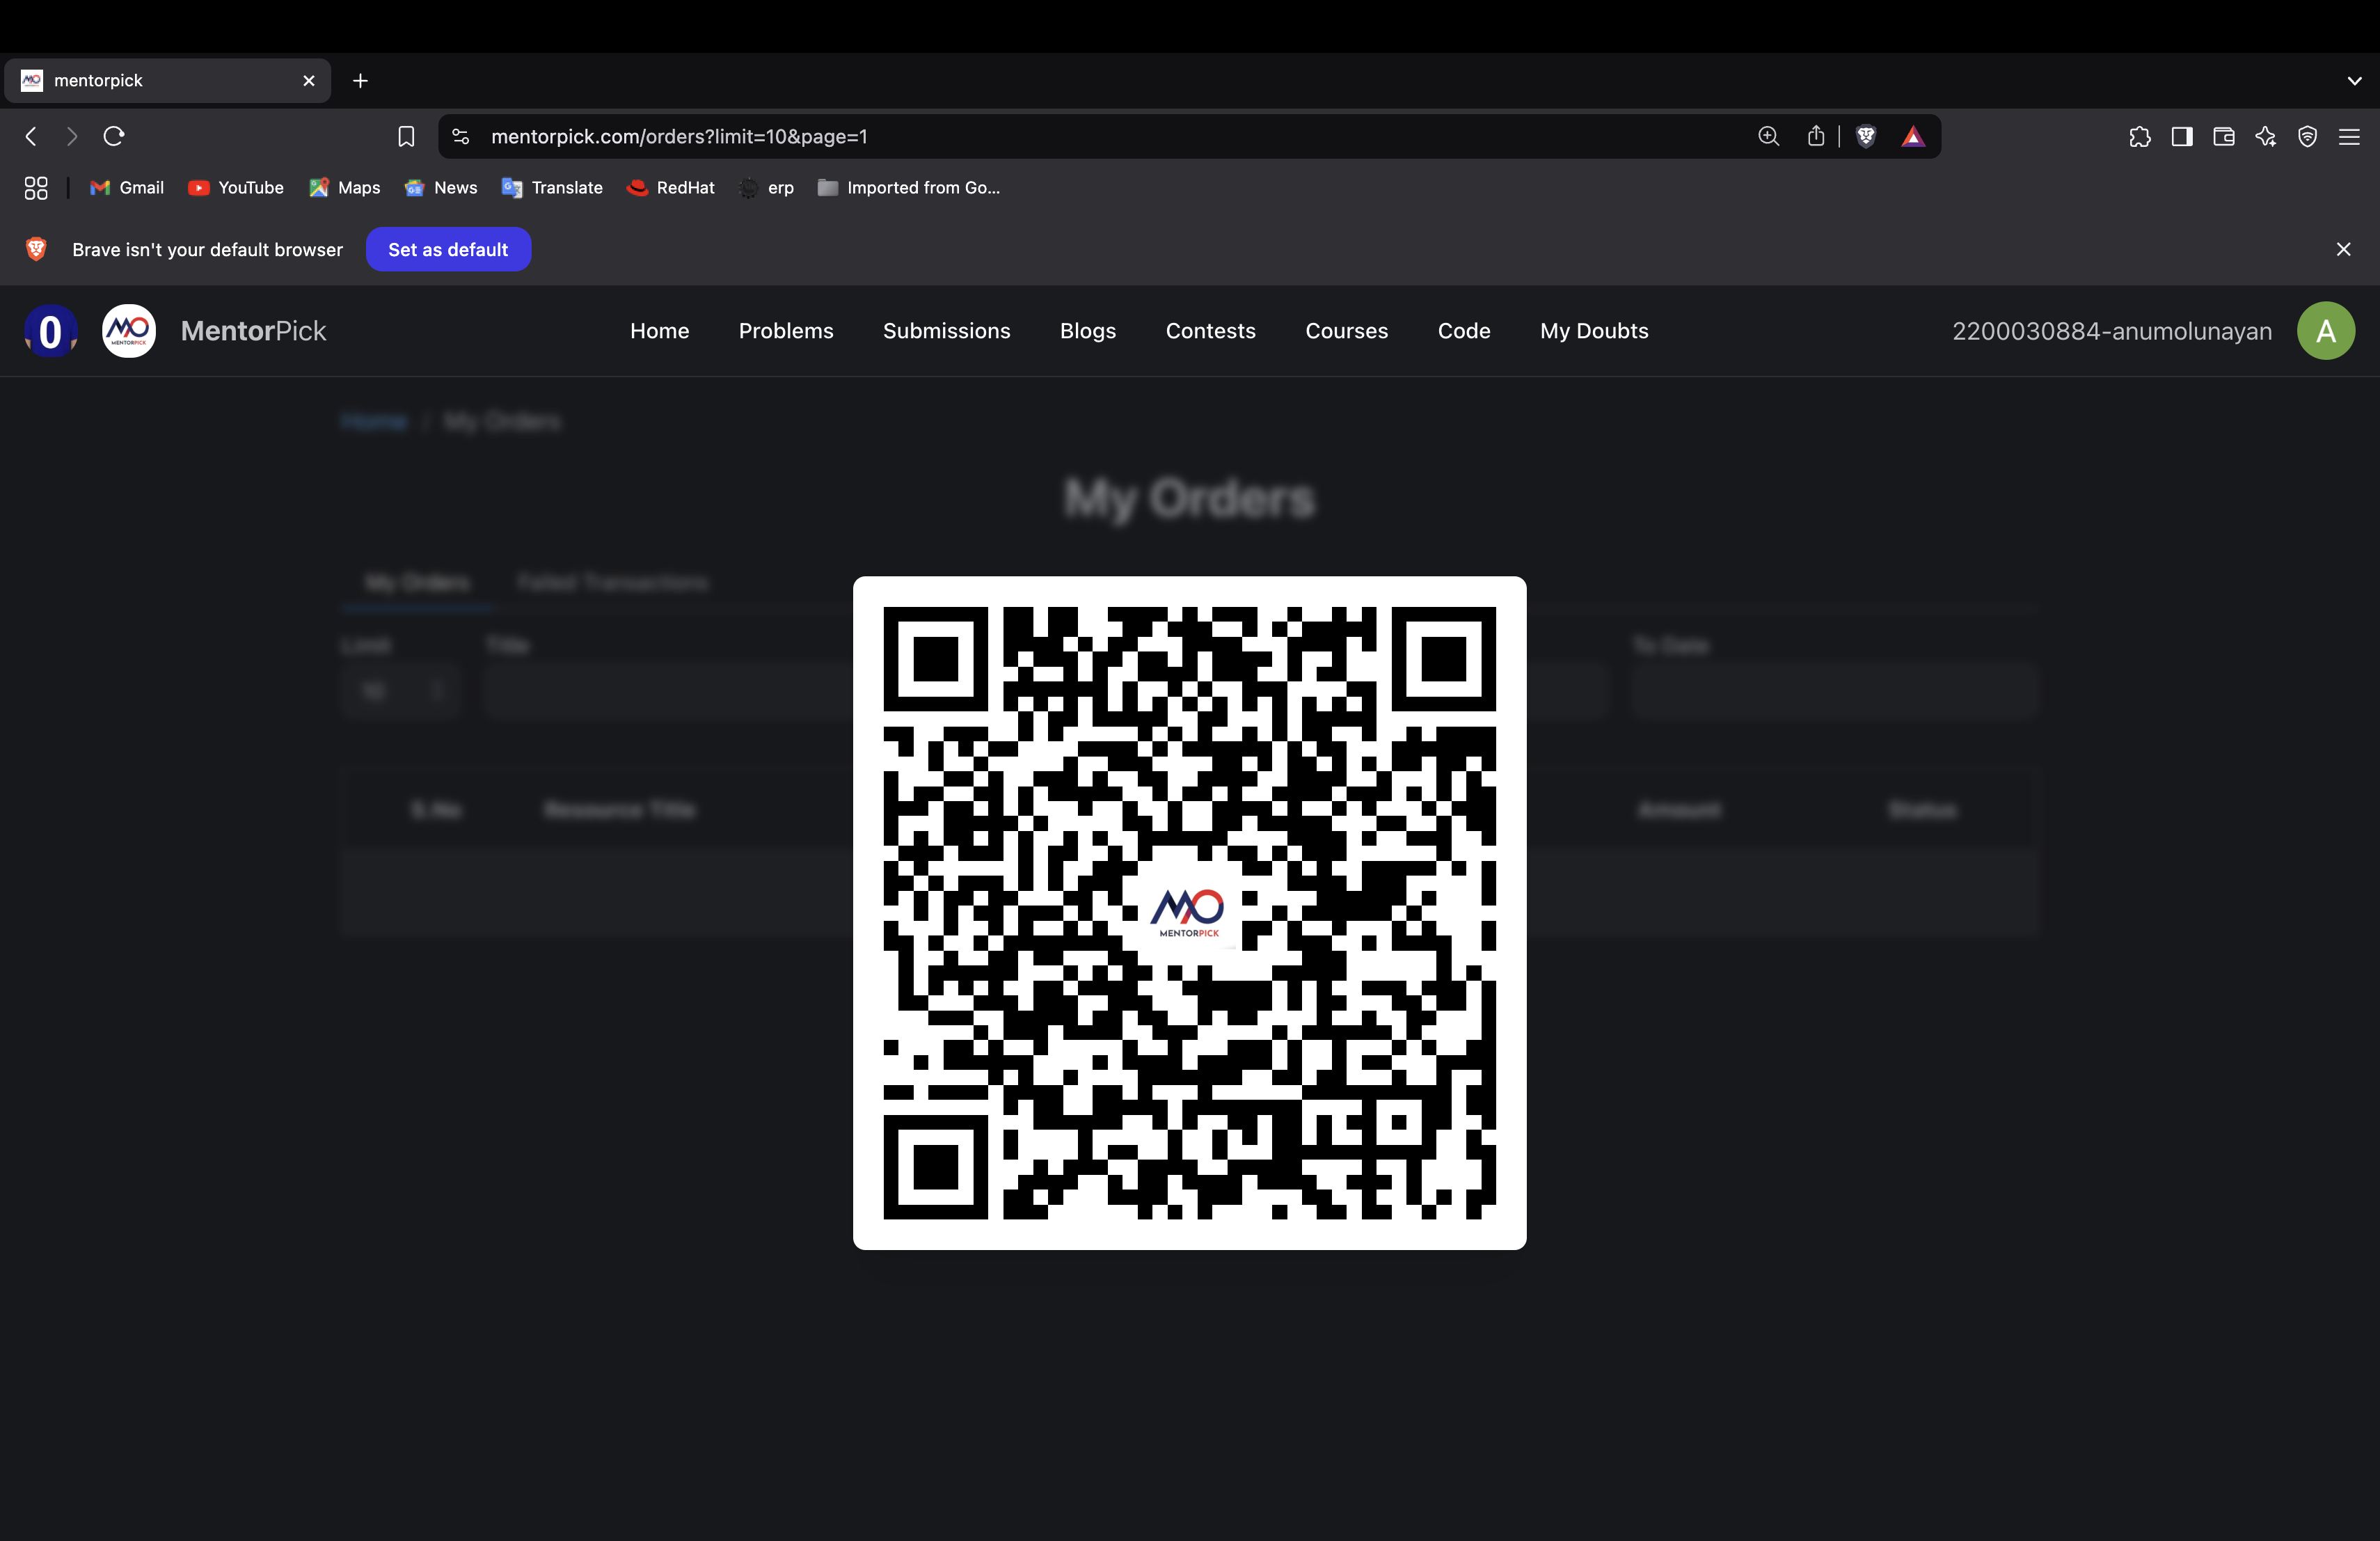 mentorpick
mentorpick.com/orders?limit=10&page=1
Gmail YouTube Maps News Translate RedHat erp Imported from Go...
Brave isn't your default browser Set as default
0 MENTORPICK MentorPick Home Problems Submissions Blogs Contests Courses Code My Doubts 2200030884-anumolunayan A
Home / My Orders
My Orders
My Orders Failed Transactions
Limit Title To Date
10
S.No Resource Title Amount Status
MENTORPICK